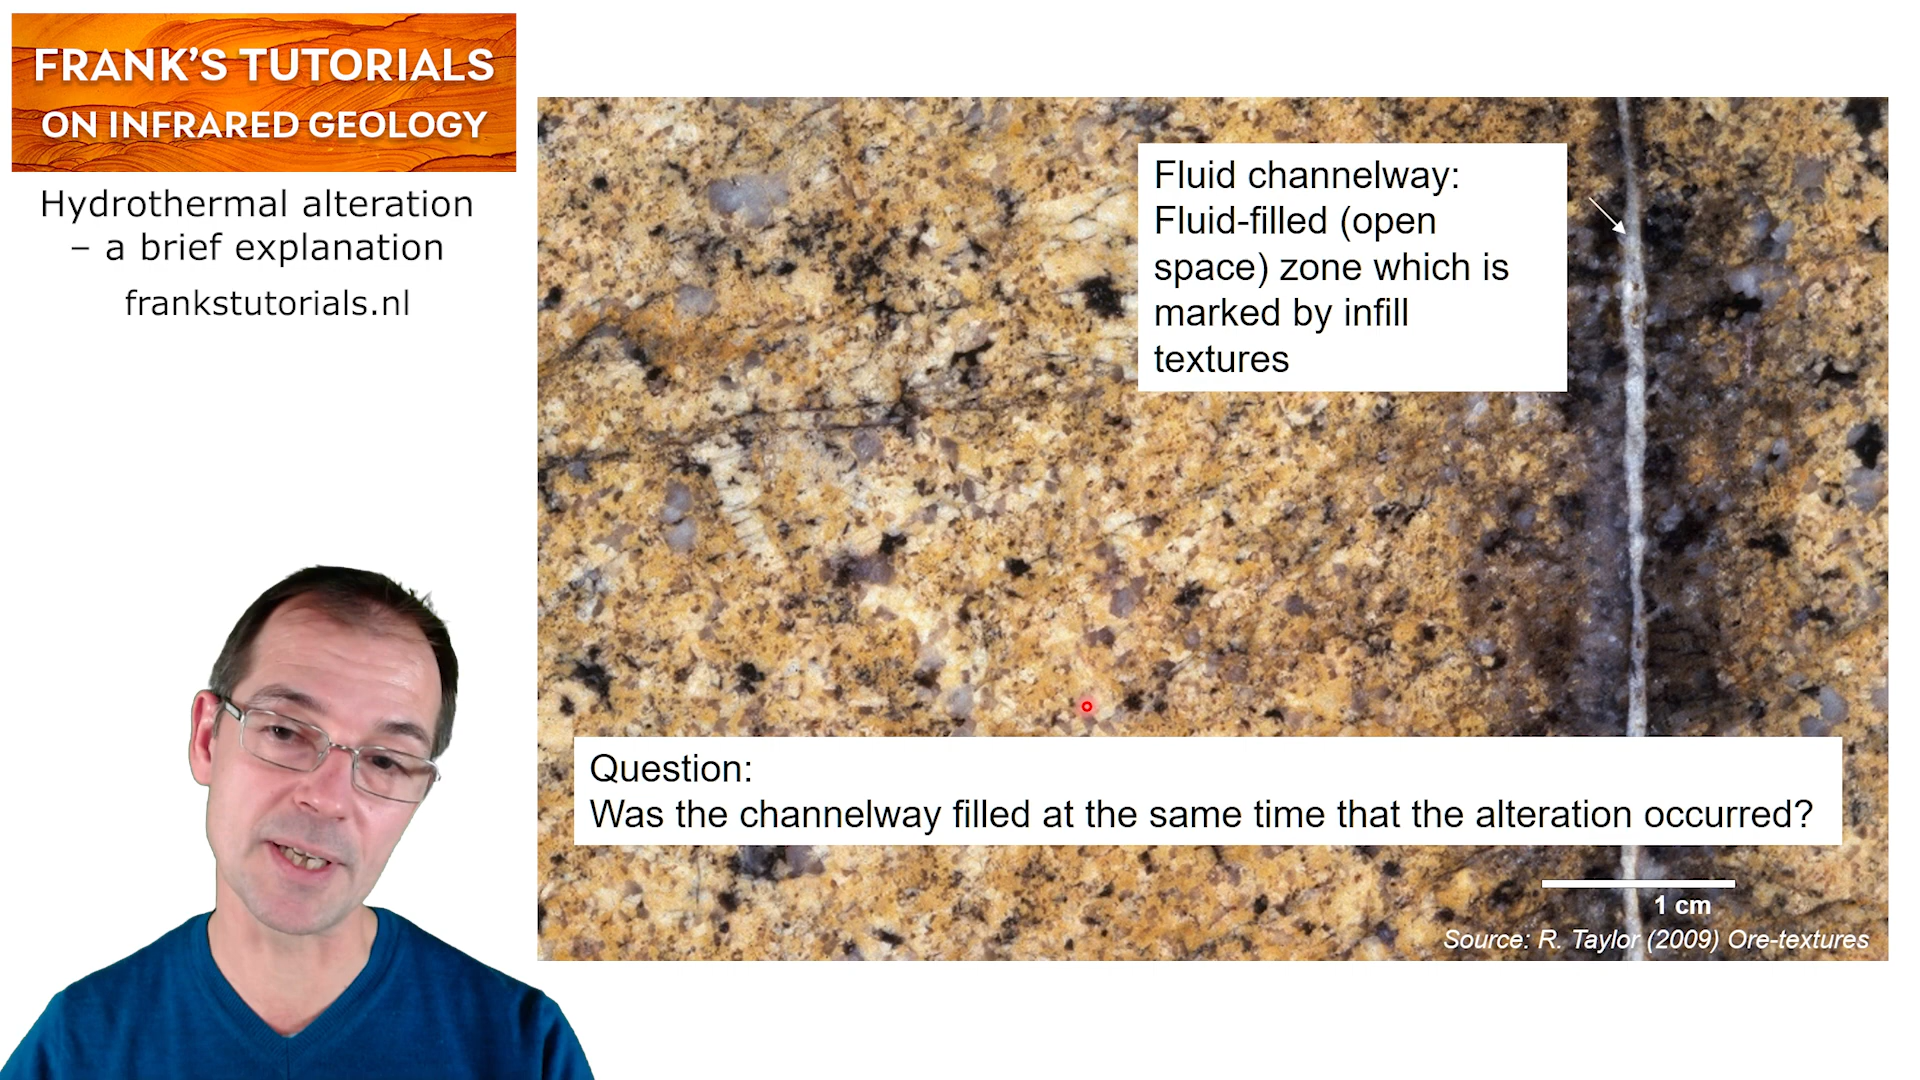 FRANK'S TUTORIALS
ON INFRARED GEOLOGY
Hydrothermal alteration
– a brief explanation
frankstutorials.nl
Fluid channelway:
Fluid-filled (open
space) zone which is
marked by infill
textures
Question:
Was the channelway filled at the same time that the alteration occurred?
1 cm
Source: R. Taylor (2009) Ore-textures